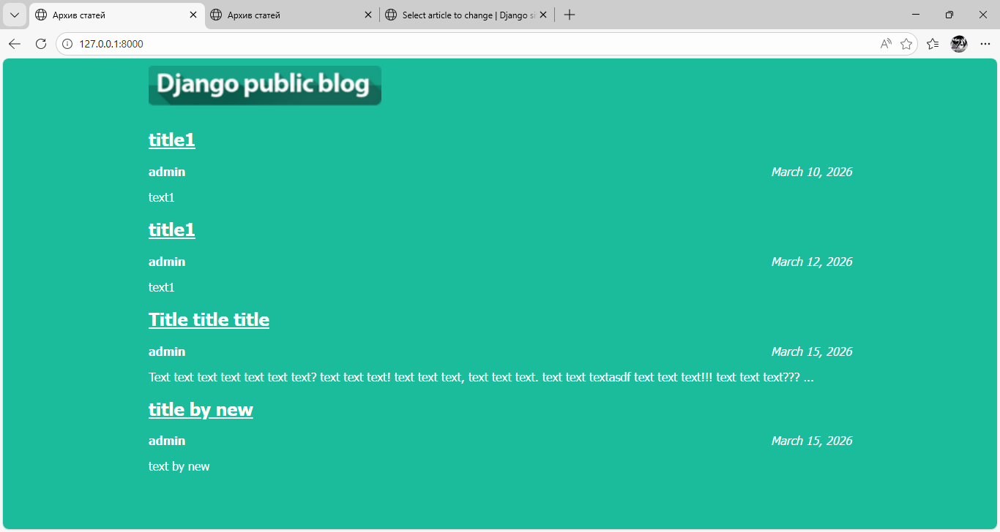 Архив статей
Архив статей
Select article to change | Django si
127.0.0.1:8000
Django public blog
title1
admin March 10, 2026
text1
title1
admin March 12, 2026
text1
Title title title
admin March 15, 2026
Text text text text text text text? text text text! text text text, text text text. text text textasdf text text text!!! text text text??? ...
title by new
admin March 15, 2026
text by new